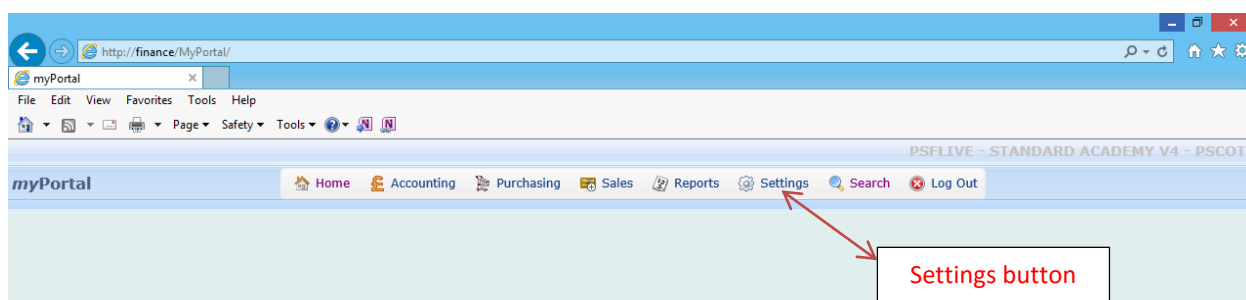 http://finance/MyPortal/
myPortal
File Edit View Favorites Tools Help
Page Safety Tools
PSFLIVE - STANDARD ACADEMY V4 - PSCOT
myPortal Home Accounting Purchasing Sales Reports Settings Search Log Out
Settings button